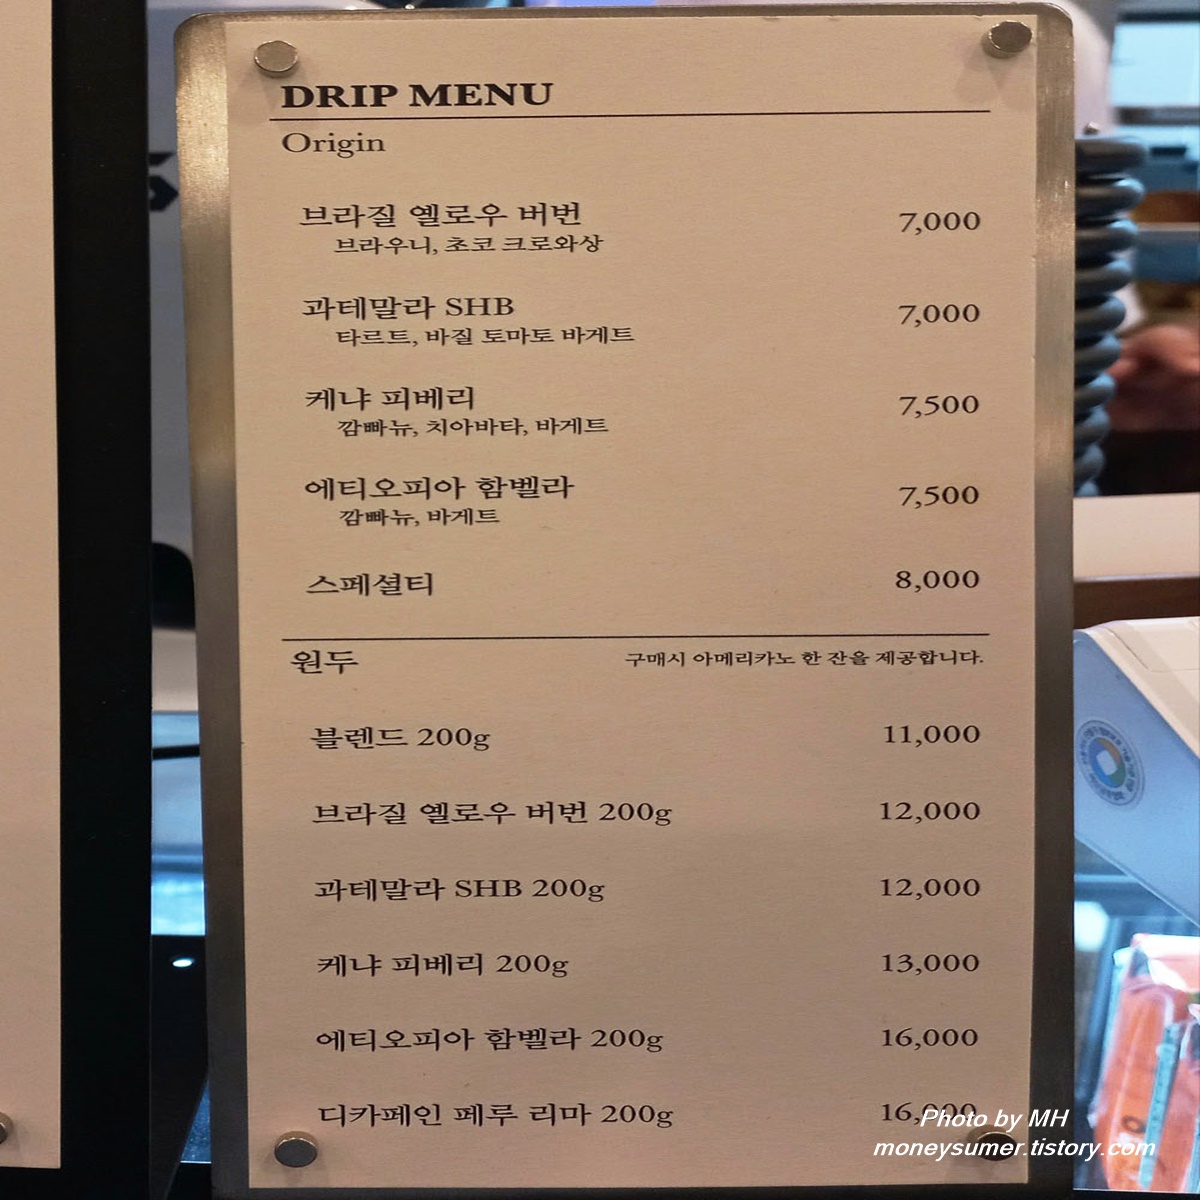 DRIP MENU
Origin
브라질 옐로우 버번 7,000
브라우니, 초코 크로와상
과테말라 SHB 7,000
타르트, 바질 토마토 바게트
케냐 피베리 7,500
깜빠뉴, 치아바타, 바게트
에티오피아 함벨라 7,500
깜빠뉴, 바게트
스페셜티 8,000
원두 구매시 아메리카노 한 잔을 제공합니다.
블렌드 200g 11,000
브라질 옐로우 버번 200g 12,000
과테말라 SHB 200g 12,000
케냐 피베리 200g 13,000
에티오피아 함벨라 200g 16,000
디카페인 페루 리마 200g 16,000
Photo by MH
moneysumer.tistory.com